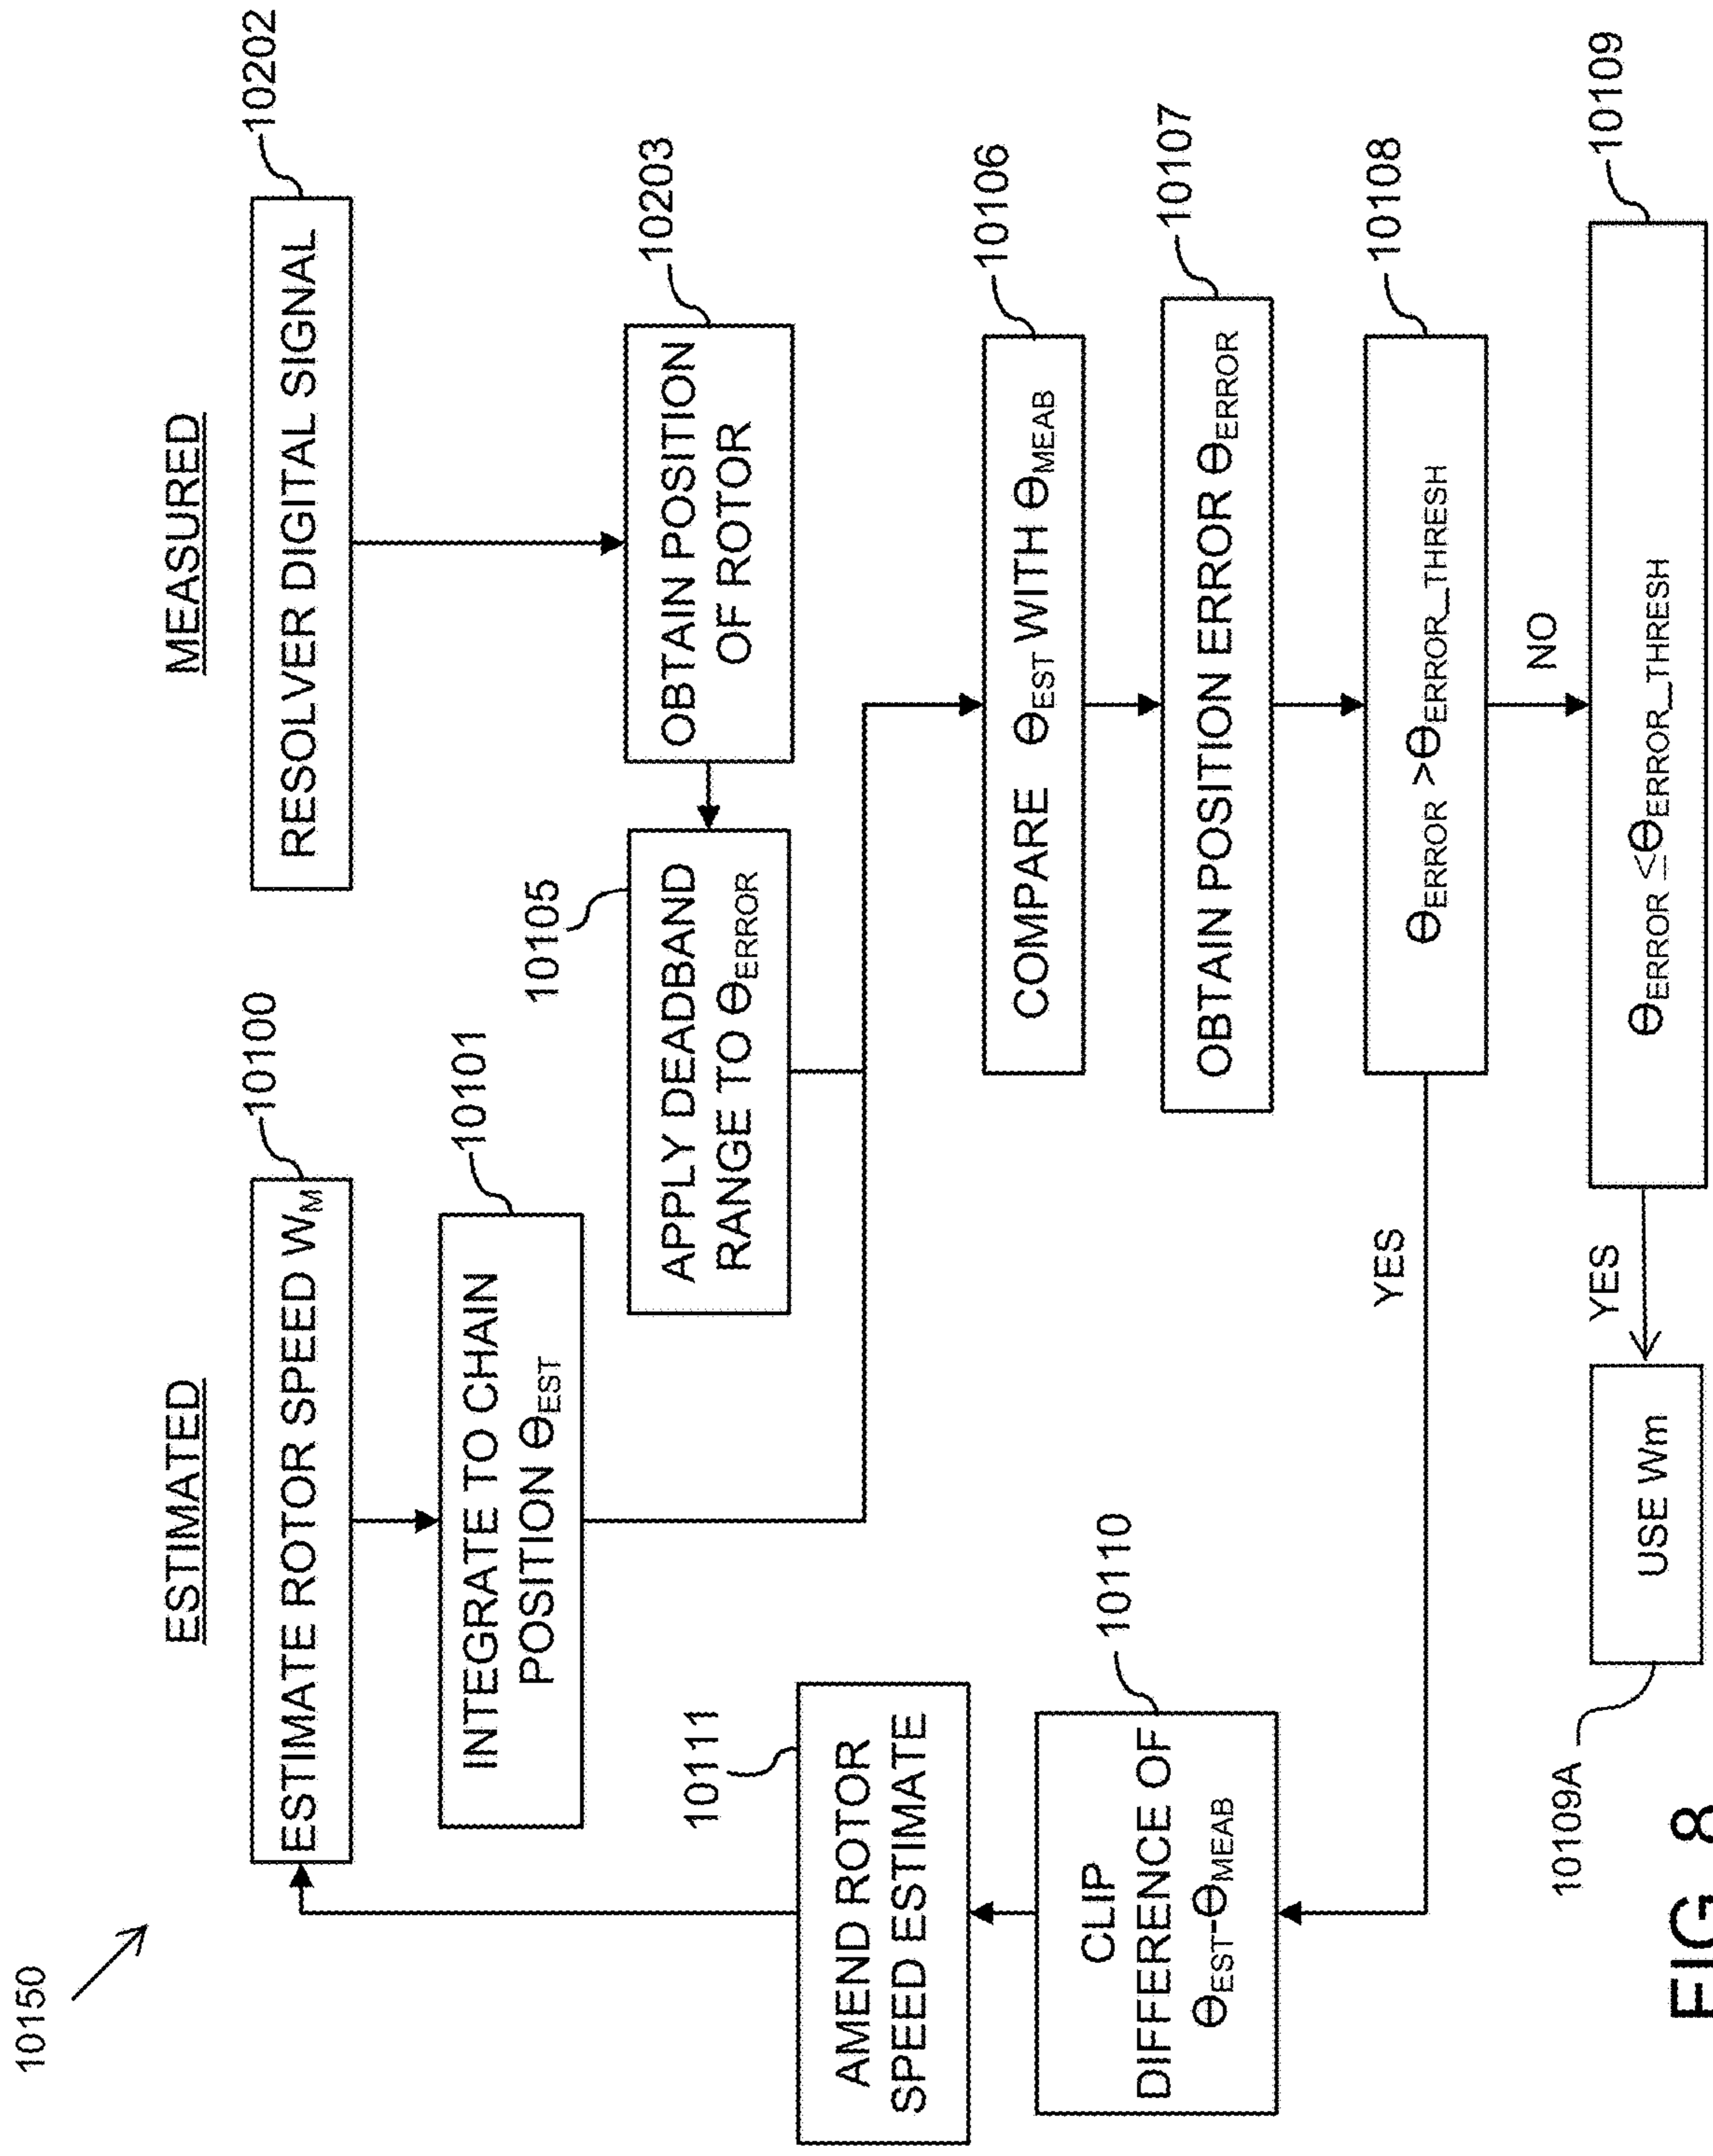 10150
ESTIMATED
MEASURED
ESTIMATE ROTOR SPEED WM
10100
RESOLVER DIGITAL SIGNAL
10202
INTEGRATE TO CHAIN
POSITION ΘEST
10101
OBTAIN POSITION
OF ROTOR
10203
10105
APPLY DEADBAND
RANGE TO ΘERROR
10111
AMEND ROTOR
SPEED ESTIMATE
COMPARE ΘEST WITH ΘMEAB
10106
10110
CLIP
DIFFERENCE OF
ΘEST-ΘMEAB
OBTAIN POSITION ERROR ΘERROR
10107
YES
ΘERROR >ΘERROR_THRESH
10108
NO
10109A
USE Wm
YES
ΘERROR ≤ΘERROR_THRESH
10109
FIG. 8